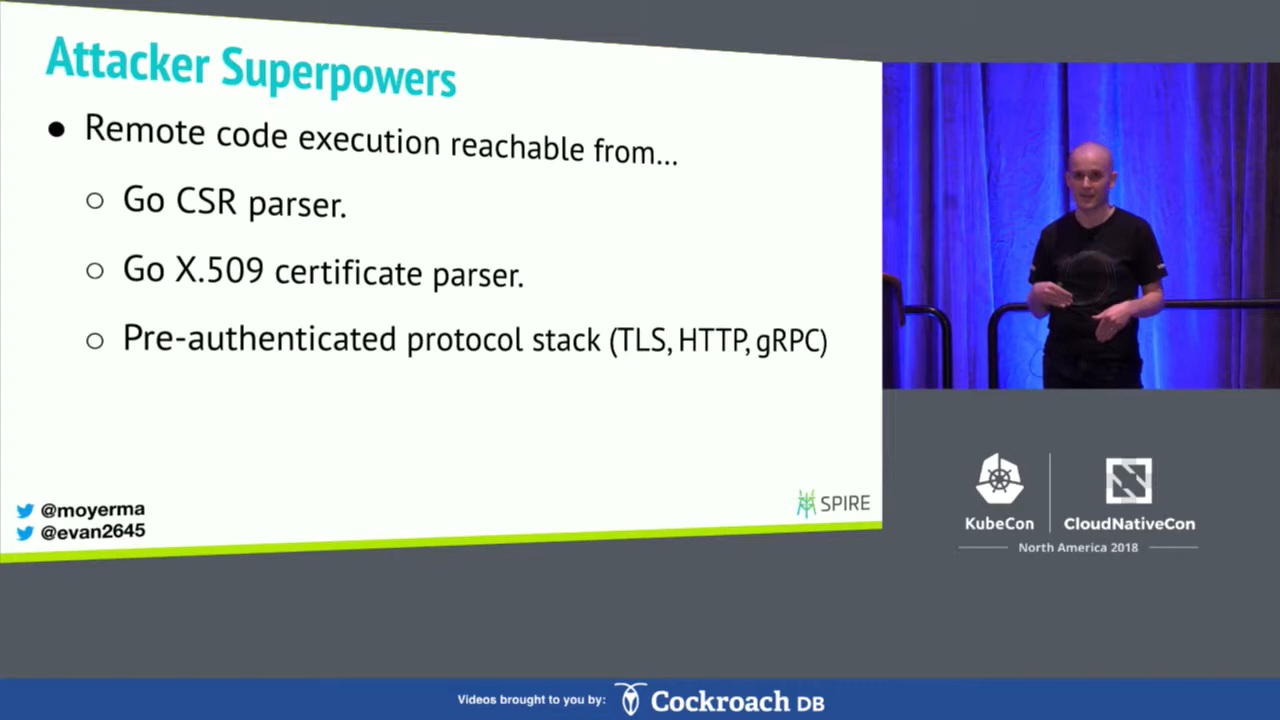 Attacker Superpowers
● Remote code execution reachable from...
○ Go CSR parser.
○ Go X.509 certificate parser.
○ Pre-authenticated protocol stack (TLS, HTTP, gRPC)
@moyerma
@evan2645
SPIRE
KubeCon
CloudNativeCon
North America 2018
Videos brought to you by:
Cockroach DB